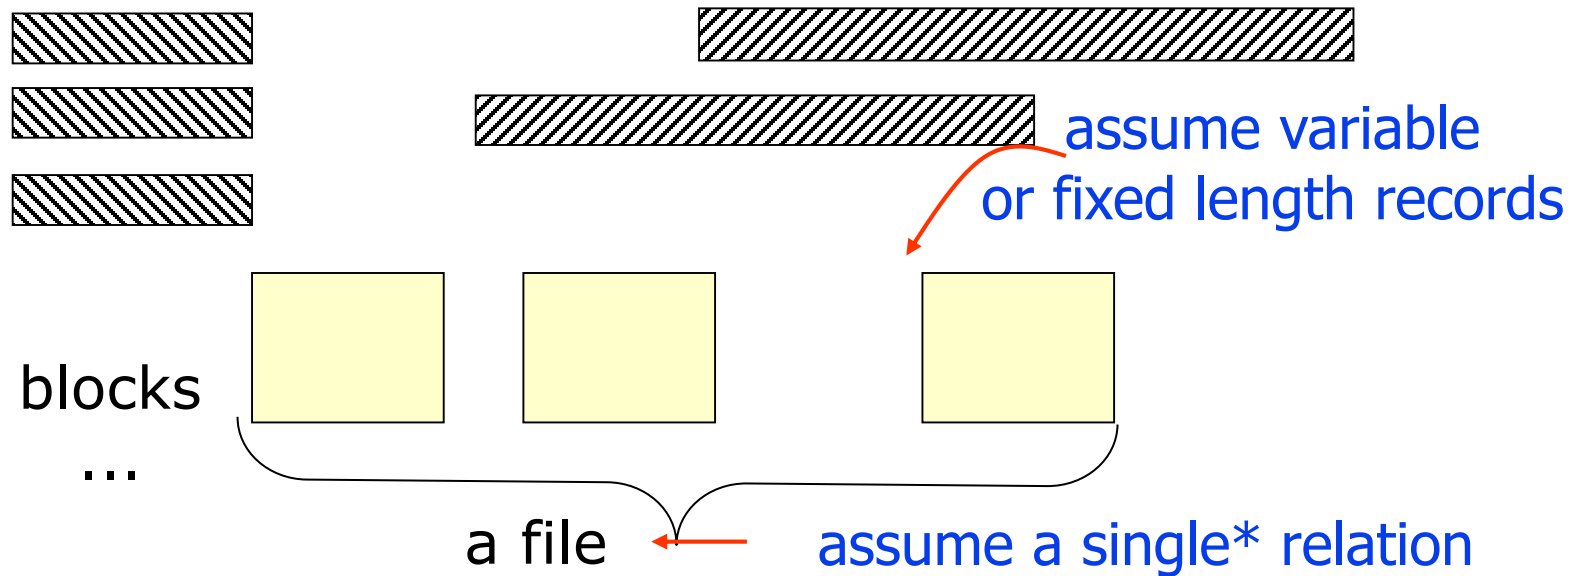 assume variable
or fixed length records
blocks
...
a file
assume a single* relation